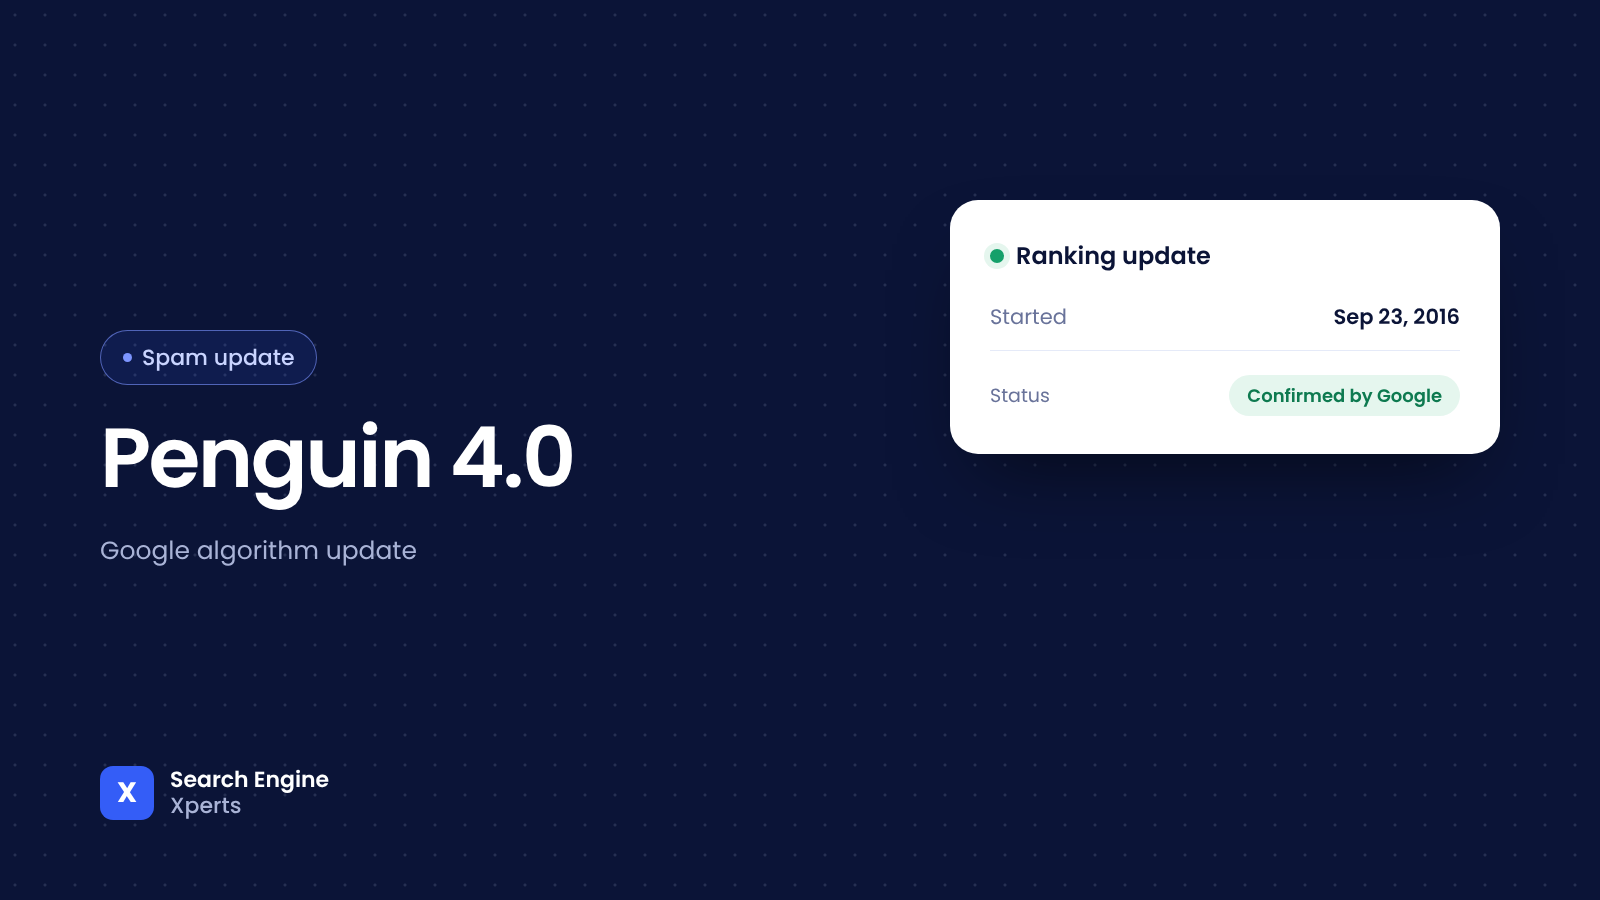 Spam update
Penguin 4.0
Google algorithm update
Ranking update
Started Sep 23, 2016
Status Confirmed by Google
X
Search Engine
Xperts